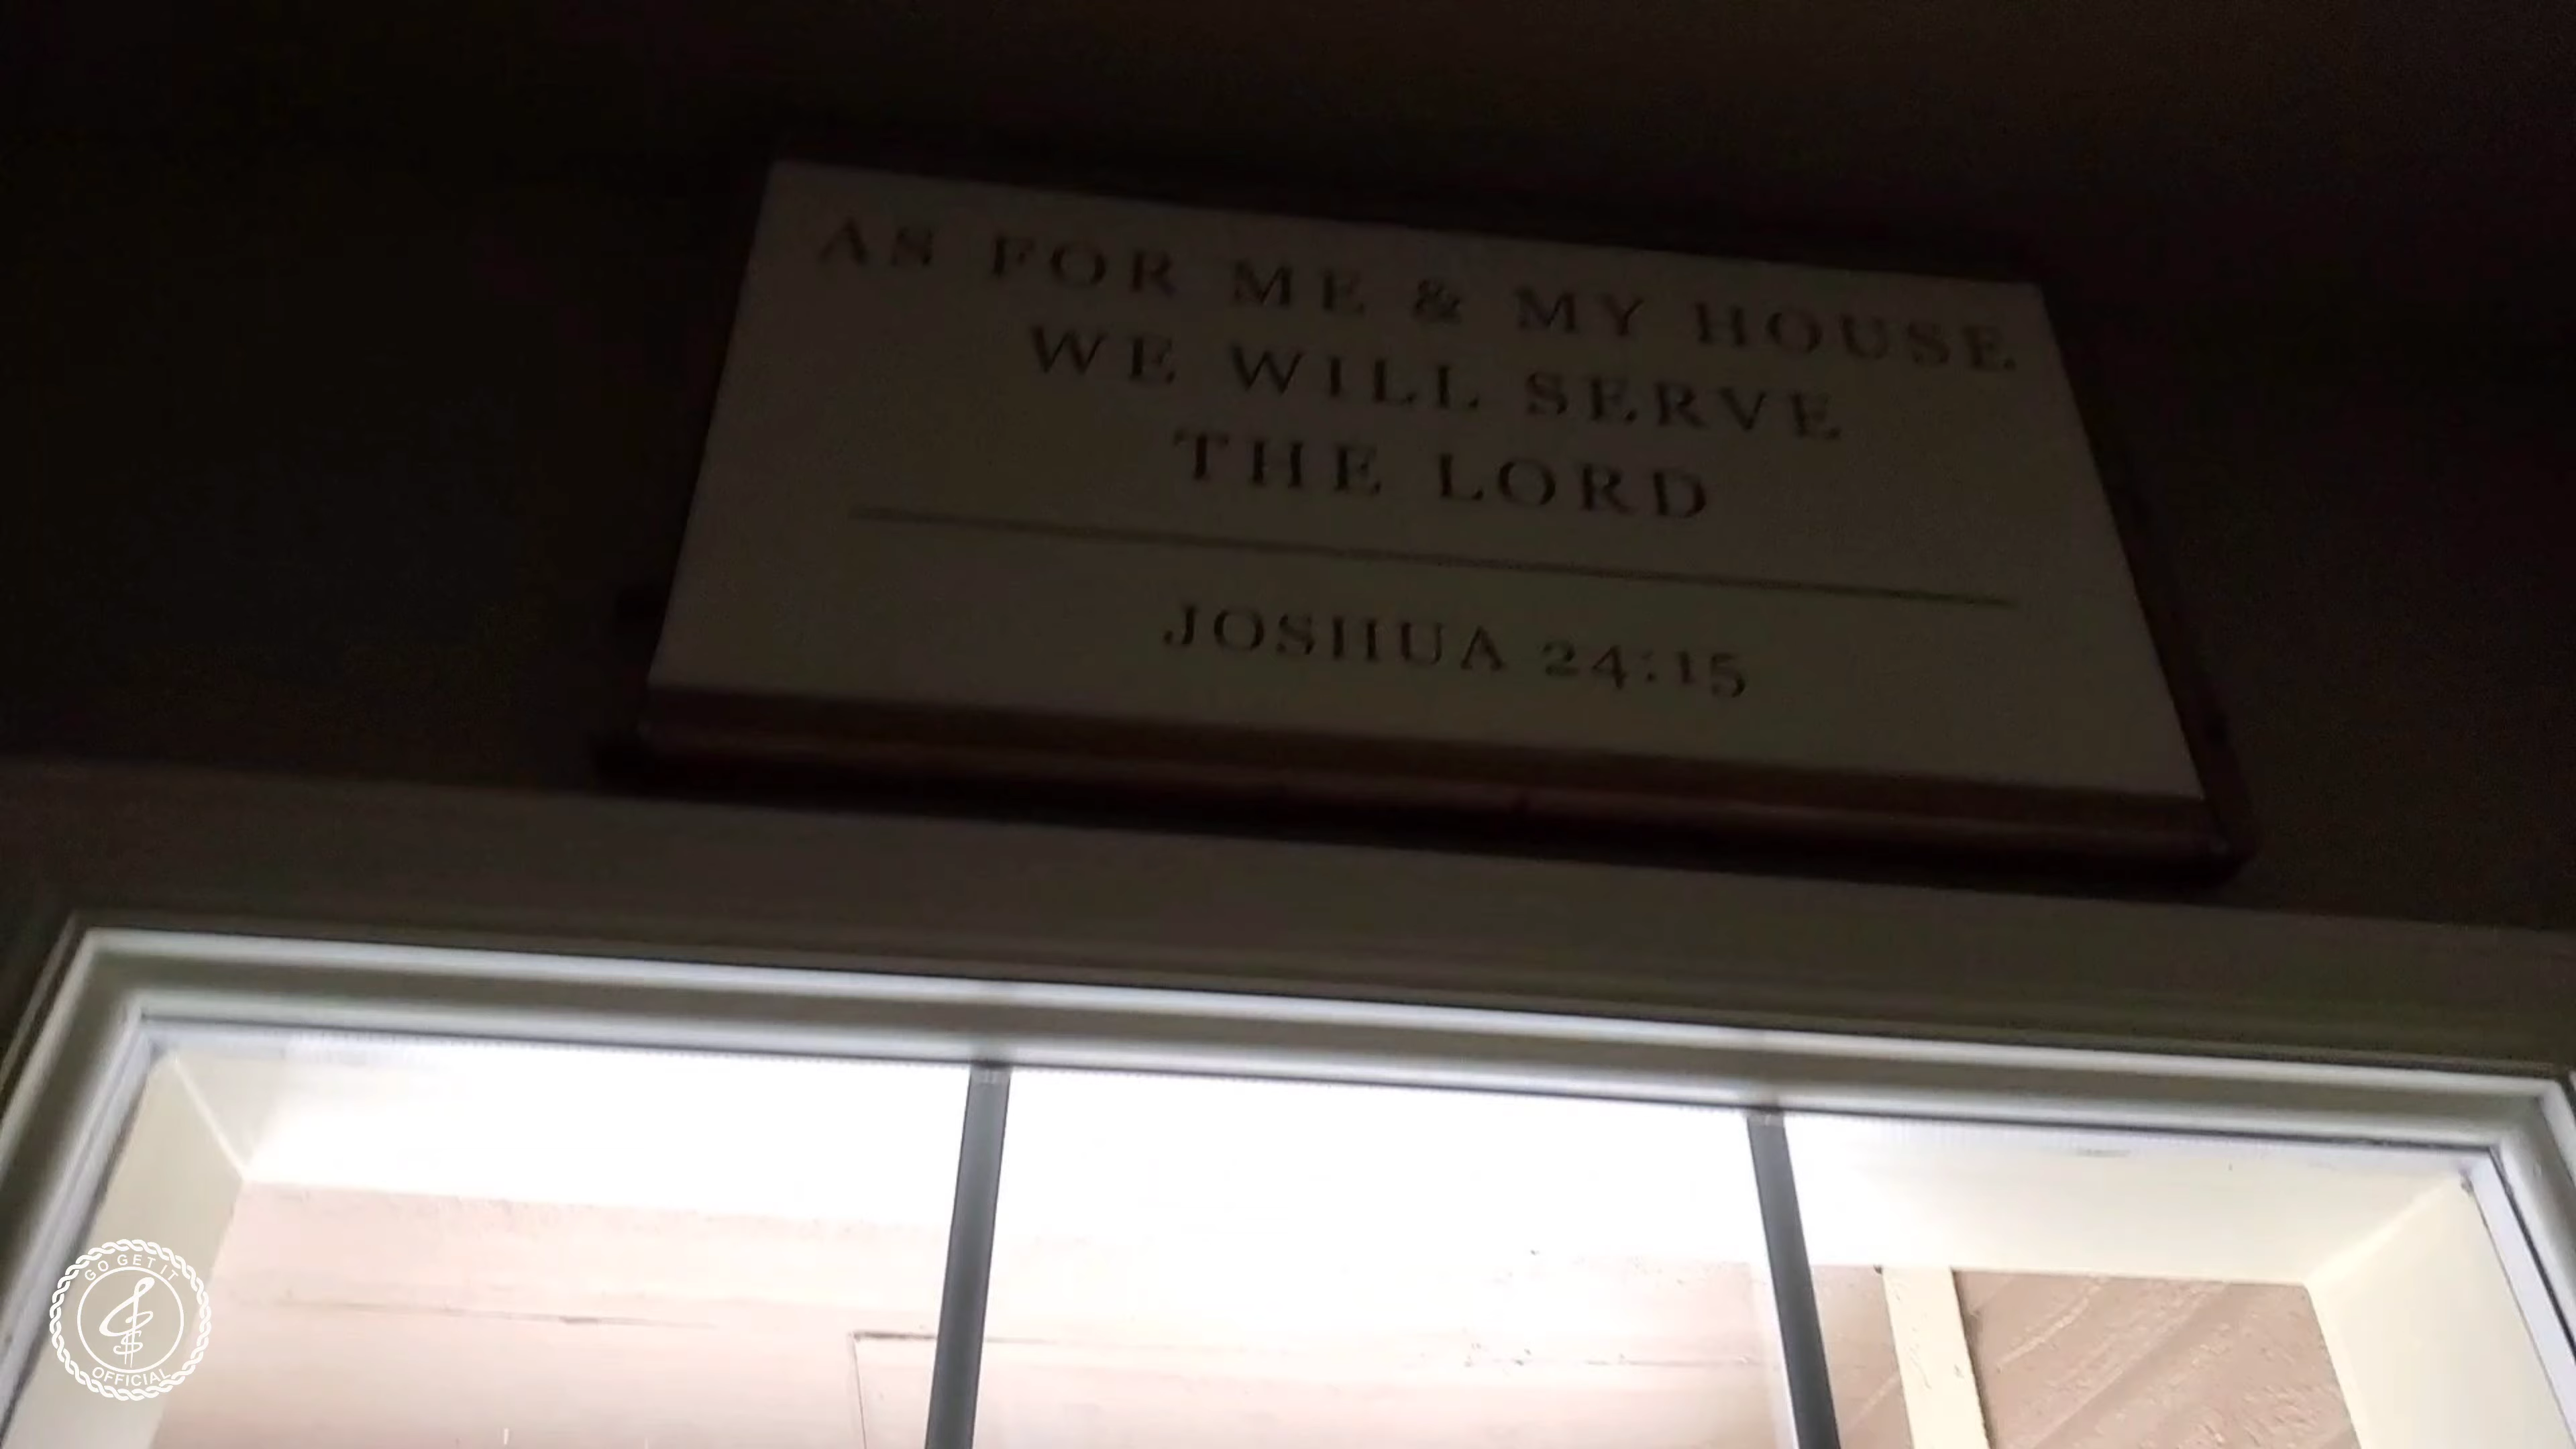 AS FOR ME & MY HOUSE
WE WILL SERVE
THE LORD
JOSHUA 24:15
GO GET IT
OFFICIAL